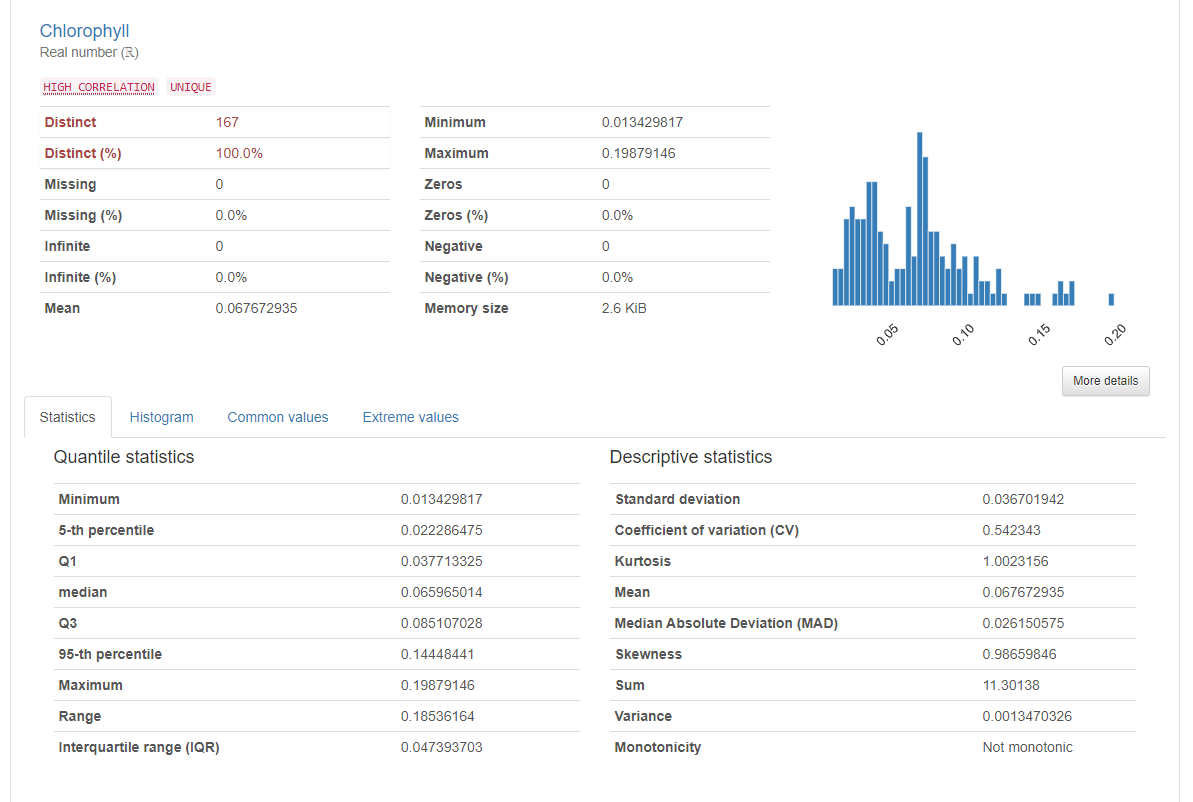 Chlorophyll
Real number (ℝ)
HIGH CORRELATION UNIQUE
Distinct 167
Distinct (%) 100.0%
Missing 0
Missing (%) 0.0%
Infinite 0
Infinite (%) 0.0%
Mean 0.067672935
Minimum 0.013429817
Maximum 0.19879146
Zeros 0
Zeros (%) 0.0%
Negative 0
Negative (%) 0.0%
Memory size 2.6 KiB
0.05 0.10 0.15 0.20
More details
Statistics Histogram Common values Extreme values
Quantile statistics
Minimum 0.013429817
5-th percentile 0.022286475
Q1 0.037713325
median 0.065965014
Q3 0.085107028
95-th percentile 0.14448441
Maximum 0.19879146
Range 0.18536164
Interquartile range (IQR) 0.047393703
Descriptive statistics
Standard deviation 0.036701942
Coefficient of variation (CV) 0.542343
Kurtosis 1.0023156
Mean 0.067672935
Median Absolute Deviation (MAD) 0.026150575
Skewness 0.98659846
Sum 11.30138
Variance 0.0013470326
Monotonicity Not monotonic